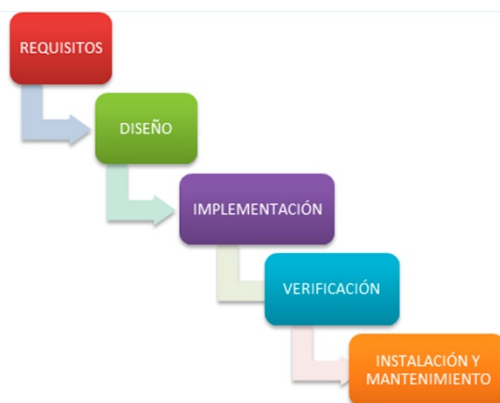 REQUISITOS
DISEÑO
IMPLEMENTACIÓN
VERIFICACIÓN
INSTALACIÓN Y
MANTENIMIENTO